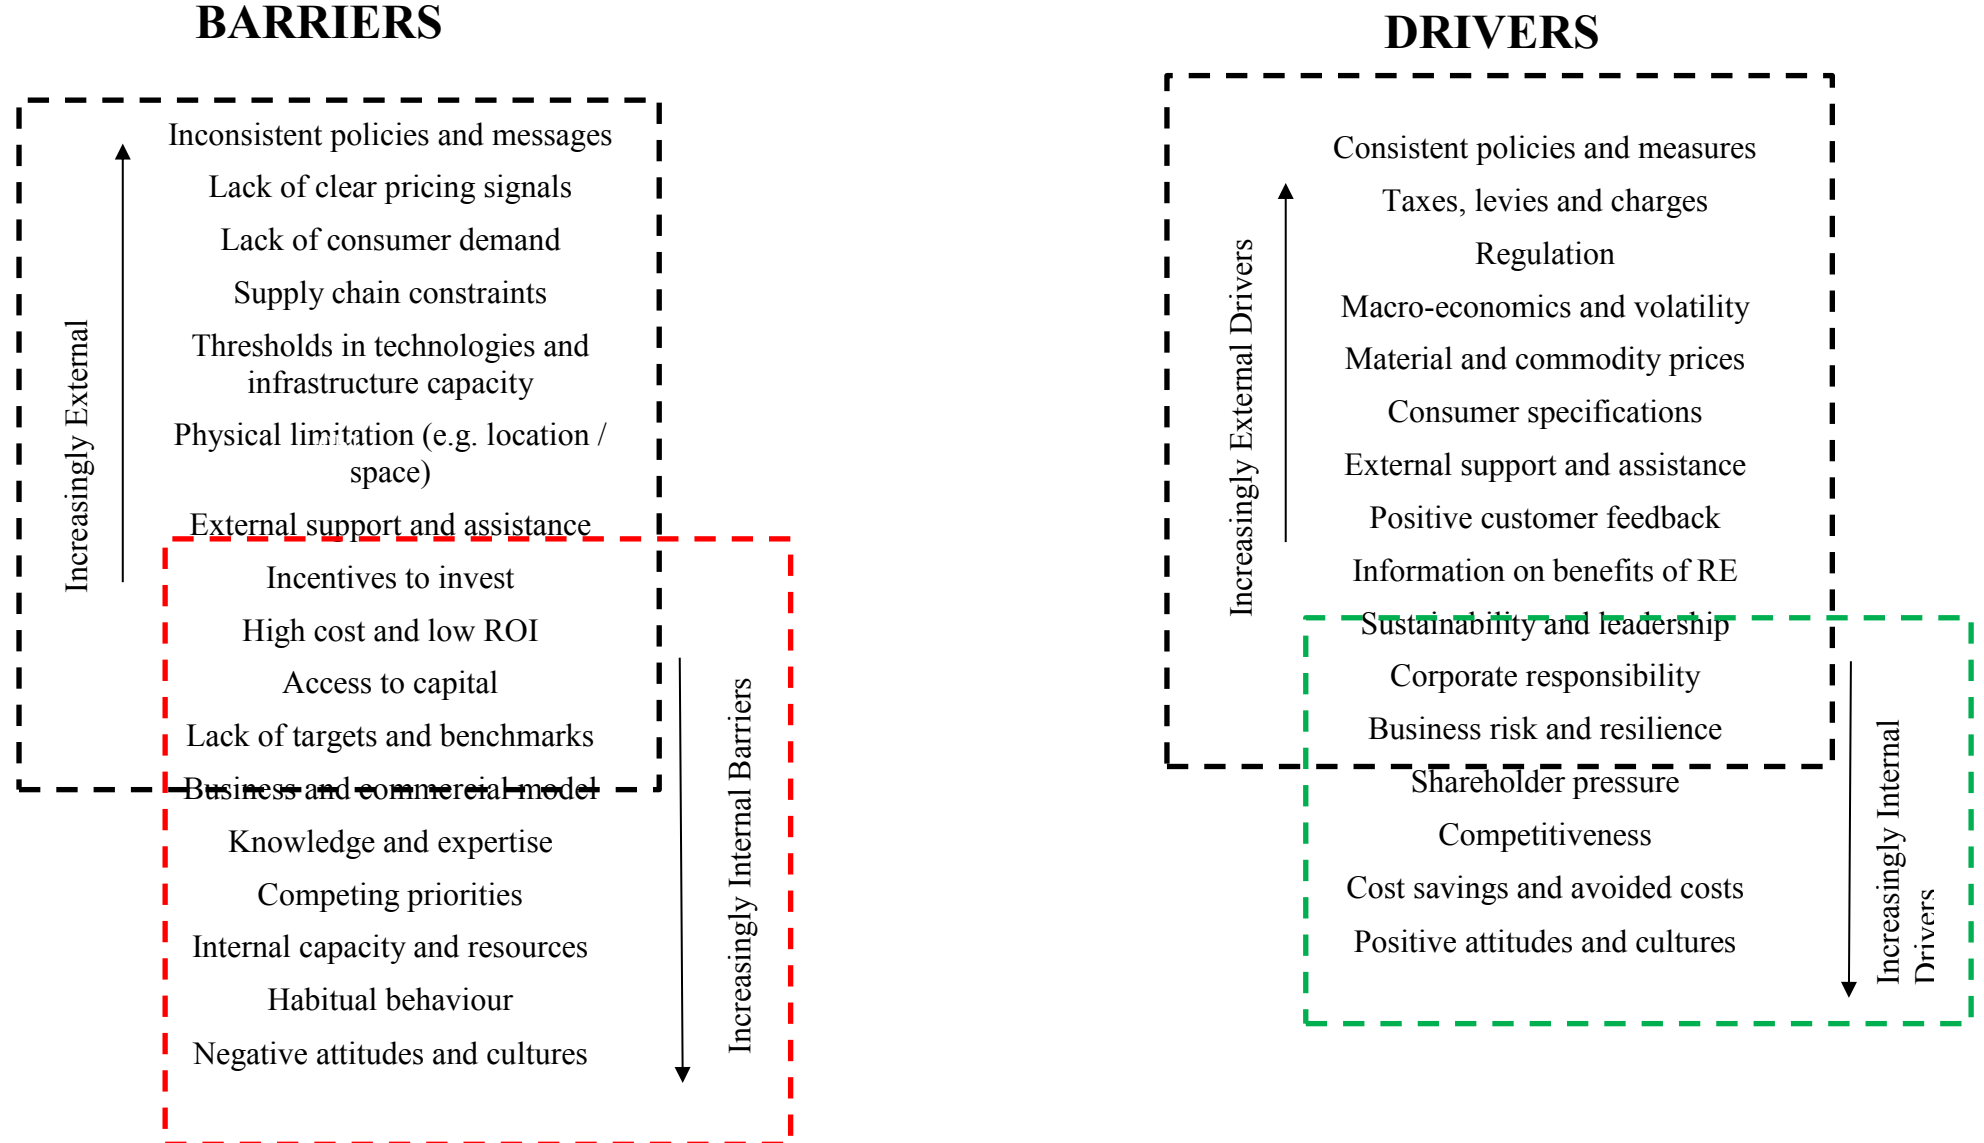 BARRIERS
Inconsistent policies and messages
Lack of clear pricing signals
Lack of consumer demand
Supply chain constraints
Thresholds in technologies and
infrastructure capacity
Physical limitation (e.g. location /
space)
External support and assistance
Incentives to invest
High cost and low ROI
Access to capital
Lack of targets and benchmarks
Business and commercial model
Knowledge and expertise
Competing priorities
Internal capacity and resources
Habitual behaviour
Negative attitudes and cultures
Increasingly External
Increasingly Internal Barriers
DRIVERS
Consistent policies and measures
Taxes, levies and charges
Regulation
Macro-economics and volatility
Material and commodity prices
Consumer specifications
External support and assistance
Positive customer feedback
Information on benefits of RE
Sustainability and leadership
Corporate responsibility
Business risk and resilience
Shareholder pressure
Competitiveness
Cost savings and avoided costs
Positive attitudes and cultures
Increasingly External Drivers
Increasingly Internal
Drivers